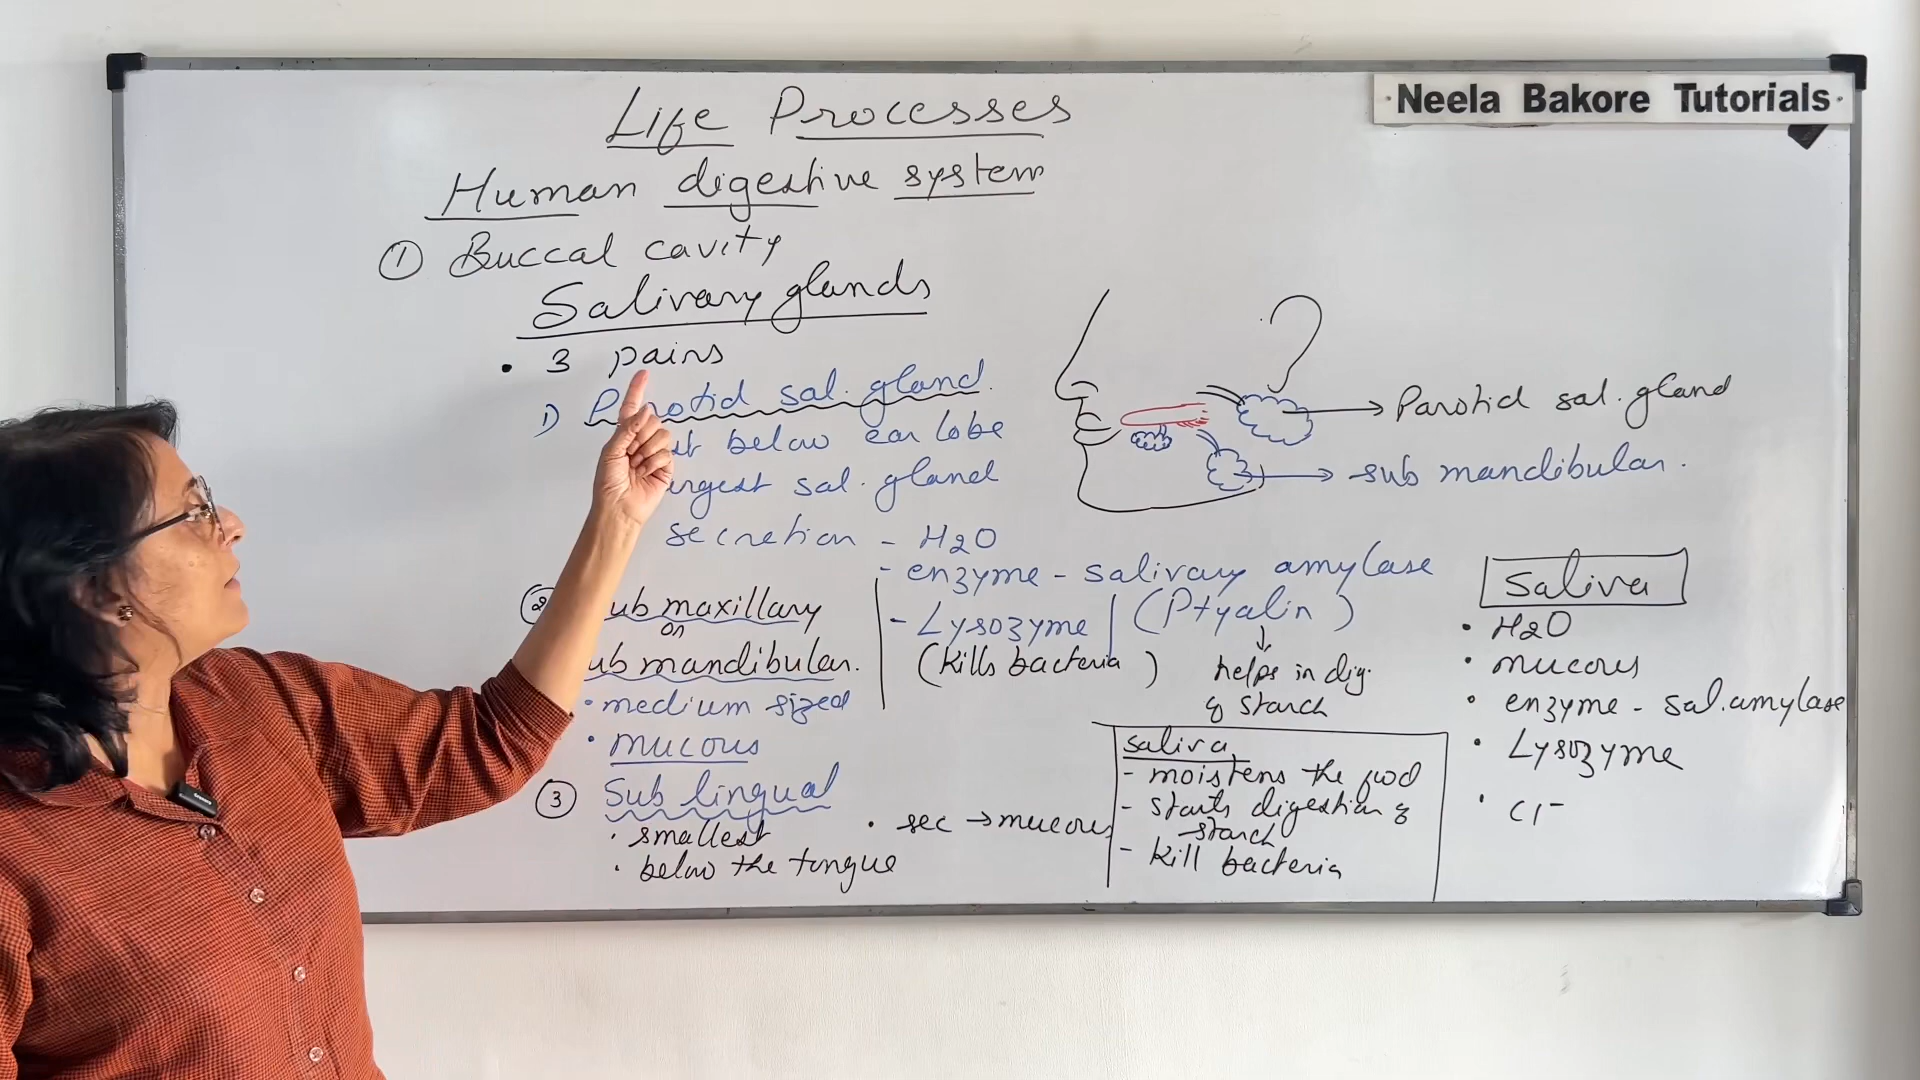 Neela Bakore Tutorials
Life Processes
Human digestive system
① Buccal cavity
Salivary glands
• 3 pairs
1) Parotid sal. gland.
below ear lobe
sal. gland
secretion - H2O
- enzyme - salivary amylase
(Ptyalin)
↓
helps in dig.
of starch
- Lysozyme
(kills bacteria)
② Sub maxillary
or
Sub mandibular.
• medium sized
• mucous
③ Sub lingual
• smallest
• below the tongue
• sec → mucous
→ Parotid sal. gland
→ sub mandibular.
saliva
- moistens the food
- starts digestion of
starch
- kill bacteria
Saliva
• H2O
• mucous
• enzyme - sal. amylase
• Lysozyme
• Cl-